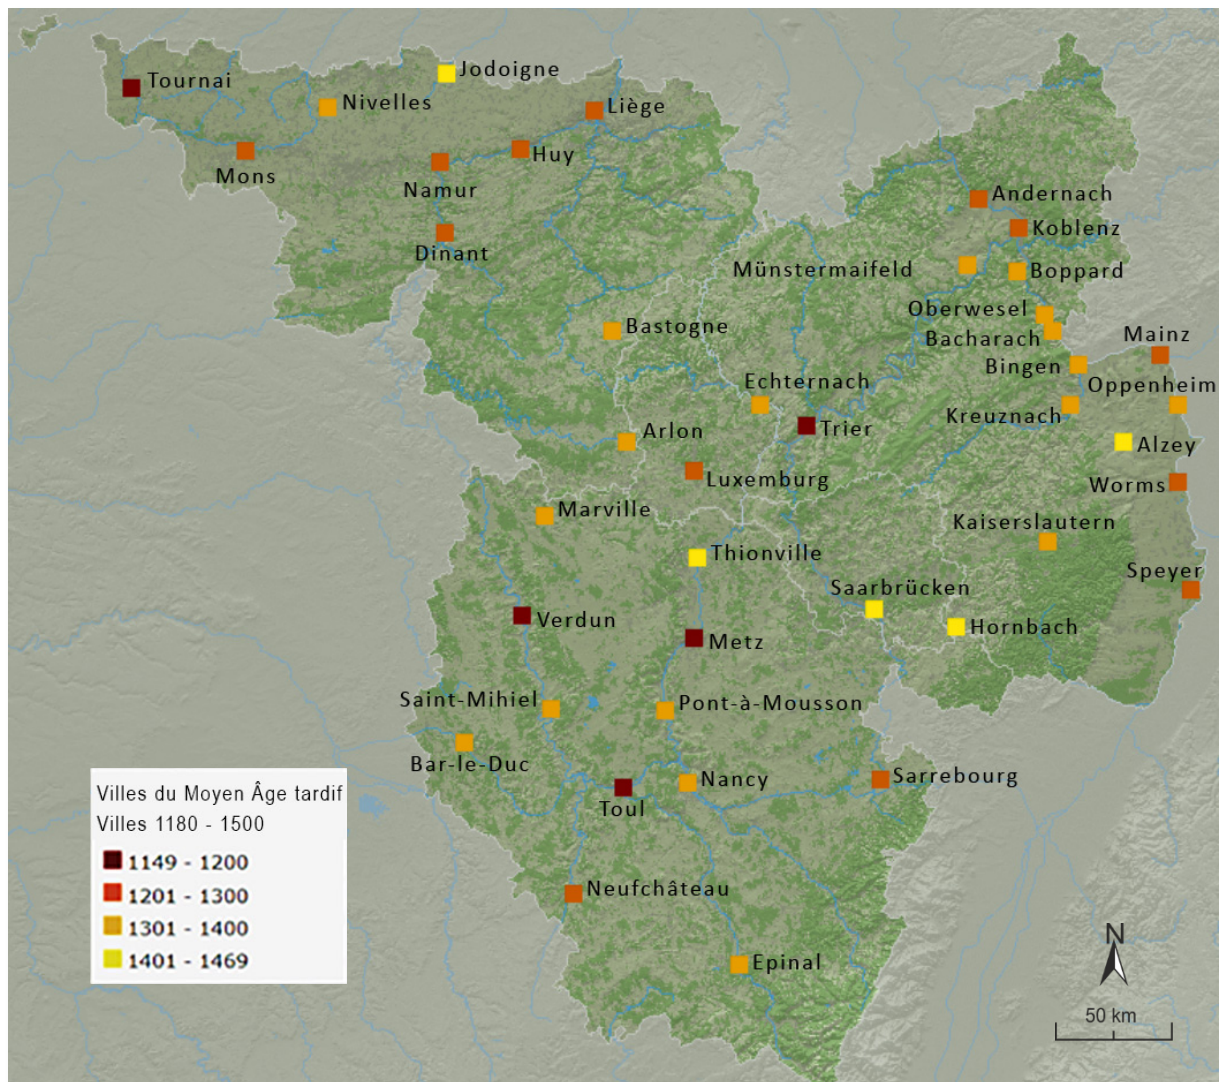 Tournai
Jodoigne
Nivelles
Liège
Mons
Huy
Namur
Dinant
Andernach
Koblenz
Münstermaifeld
Boppard
Oberwesel
Bacharach
Mainz
Bastogne
Bingen
Echternach
Oppenheim
Kreuznach
Trier
Arlon
Alzey
Luxemburg
Worms
Marville
Kaiserslautern
Thionville
Speyer
Saarbrücken
Verdun
Metz
Hornbach
Saint-Mihiel
Pont-à-Mousson
Bar-le-Duc
Nancy
Sarrebourg
Toul
Neufchâteau
Epinal
Villes du Moyen Âge tardif
Villes 1180 - 1500
1149 - 1200
1201 - 1300
1301 - 1400
1401 - 1469
N
50 km